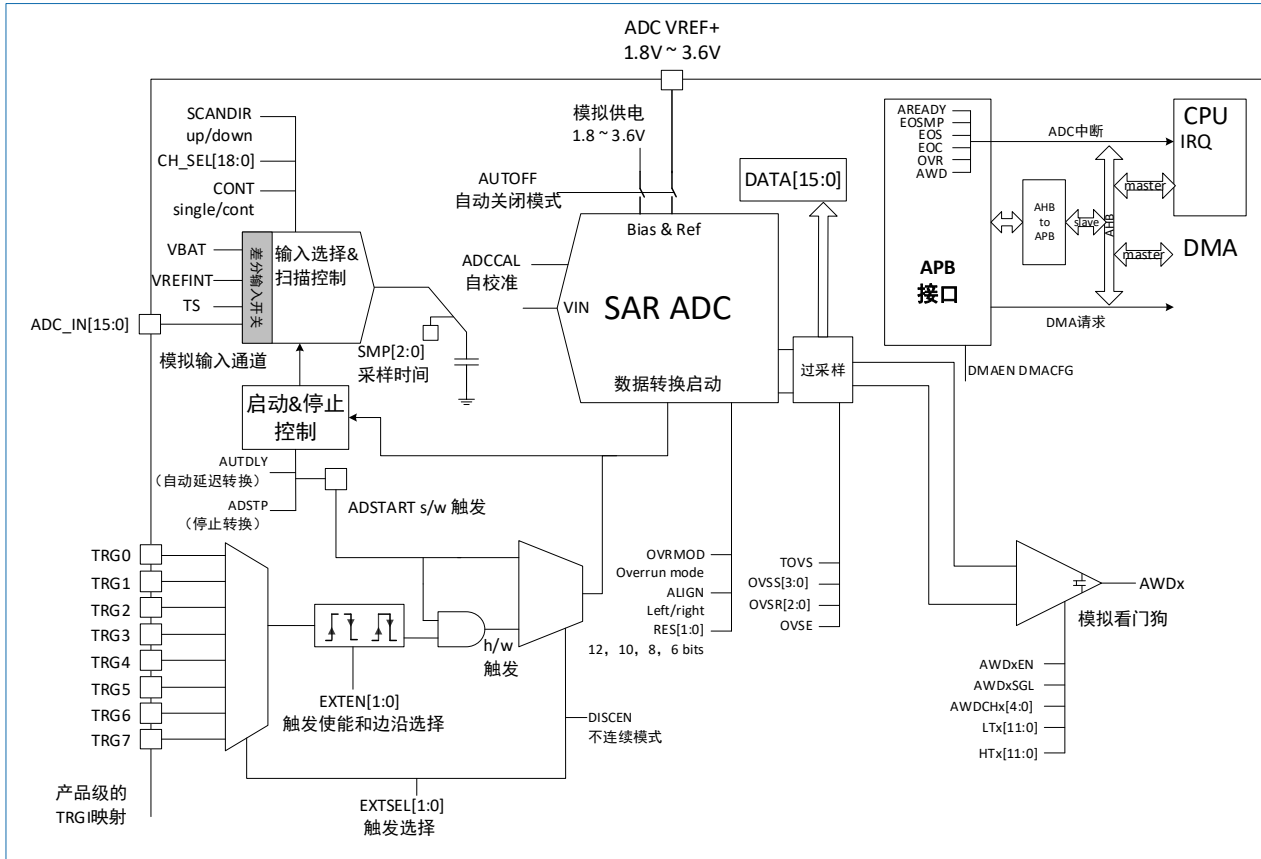 ADC VREF+
1.8V ~ 3.6V
SCANDIR
up/down
CH_SEL[18:0]
CONT
single/cont
模拟供电
1.8 ~ 3.6V
AUTOFF
自动关闭模式
DATA[15:0]
AREADY
EOSMP
EOS
EOC
OVR
AWD
ADC中断
CPU
IRQ
master
AHB
to
APB
slave
AHB
master
DMA
APB
接口
DMA请求
DMAEN DMACFG
VBAT
VREFINT
TS
ADC_IN[15:0]
模拟输入通道
差分输入开关
输入选择&
扫描控制
SMP[2:0]
采样时间
Bias & Ref
ADCCAL
自校准
VIN
SAR ADC
数据转换启动
过采样
启动&停止
控制
AUTDLY
（自动延迟转换）
ADSTP
（停止转换）
ADSTART s/w 触发
TRG0
TRG1
TRG2
TRG3
TRG4
TRG5
TRG6
TRG7
产品级的
TRGI映射
h/w
触发
EXTEN[1:0]
触发使能和边沿选择
EXTSEL[1:0]
触发选择
DISCEN
不连续模式
OVRMOD
Overrun mode
ALIGN
Left/right
RES[1:0]
12，10，8，6 bits
TOVS
OVSS[3:0]
OVSR[2:0]
OVSE
AWDx
模拟看门狗
AWDxEN
AWDxSGL
AWDCHx[4:0]
LTx[11:0]
HTx[11:0]